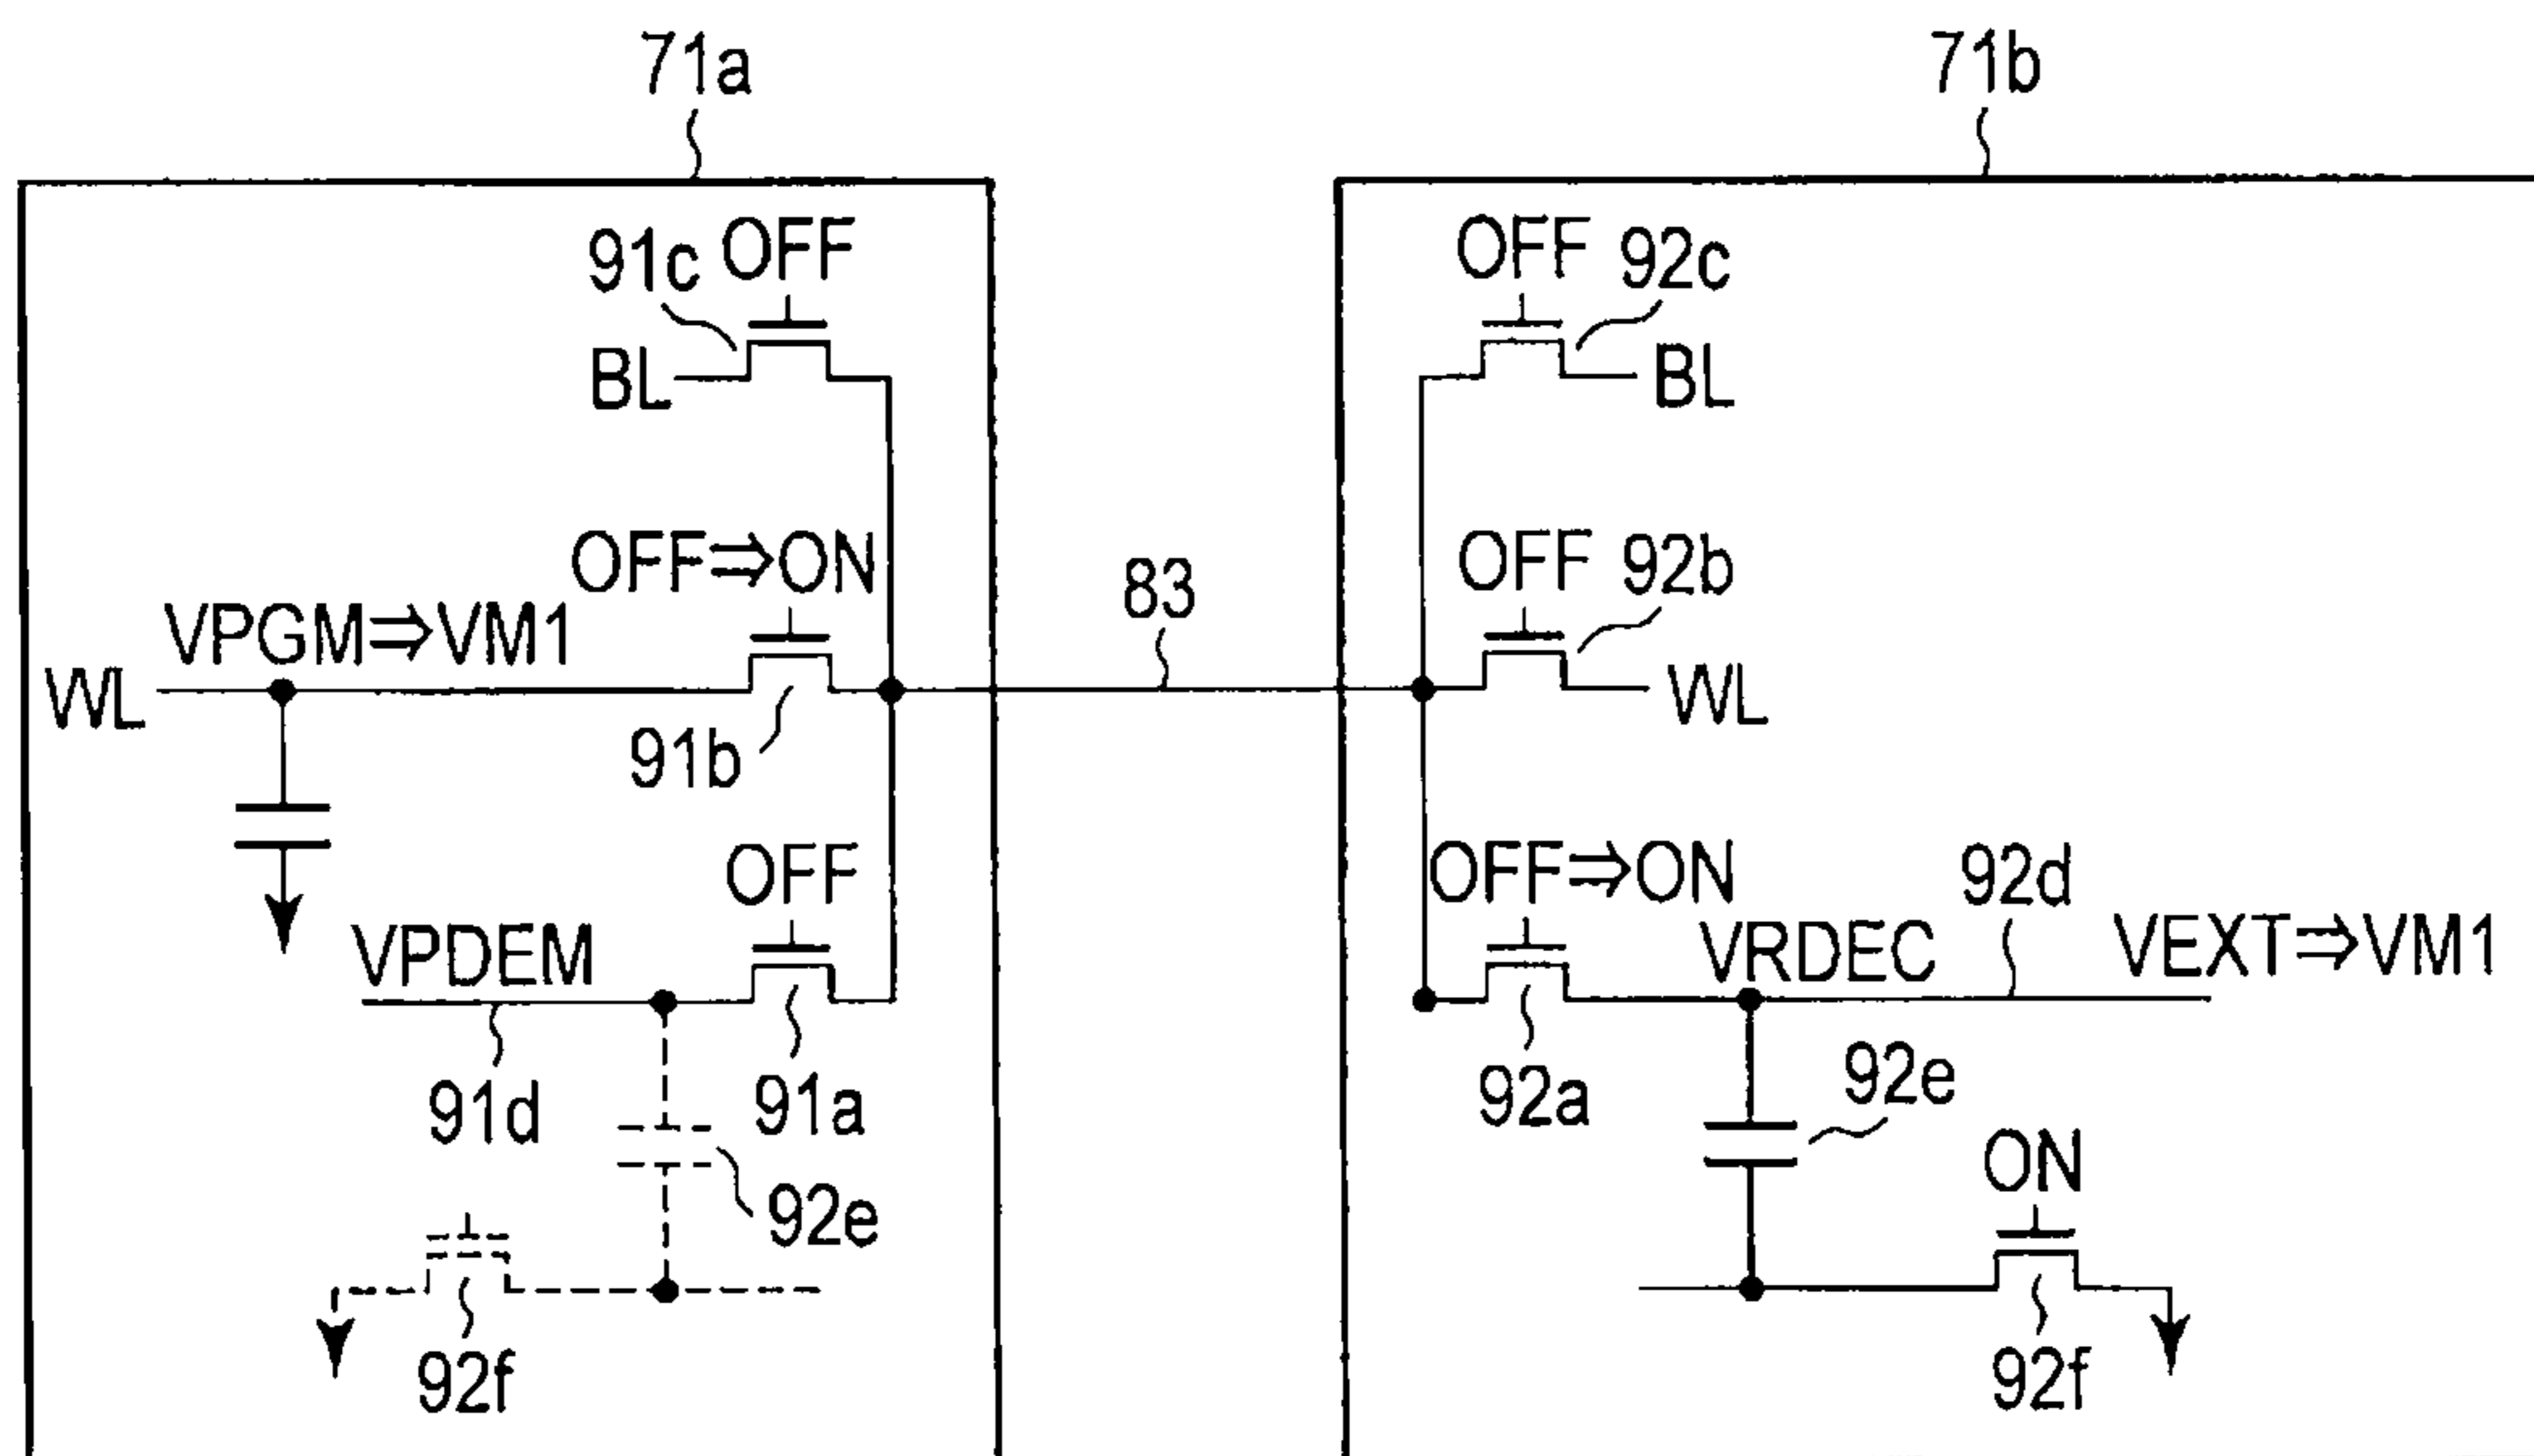 71a
71b
OFF
91c
BL
OFF
92c
BL
OFF⇒ON
VPGM⇒VM1
WL
91b
83
OFF
92b
WL
OFF
VPDEM
91d
91a
92e
92f
OFF⇒ON
92d
VRDEC
VEXT⇒VM1
92a
92e
ON
92f